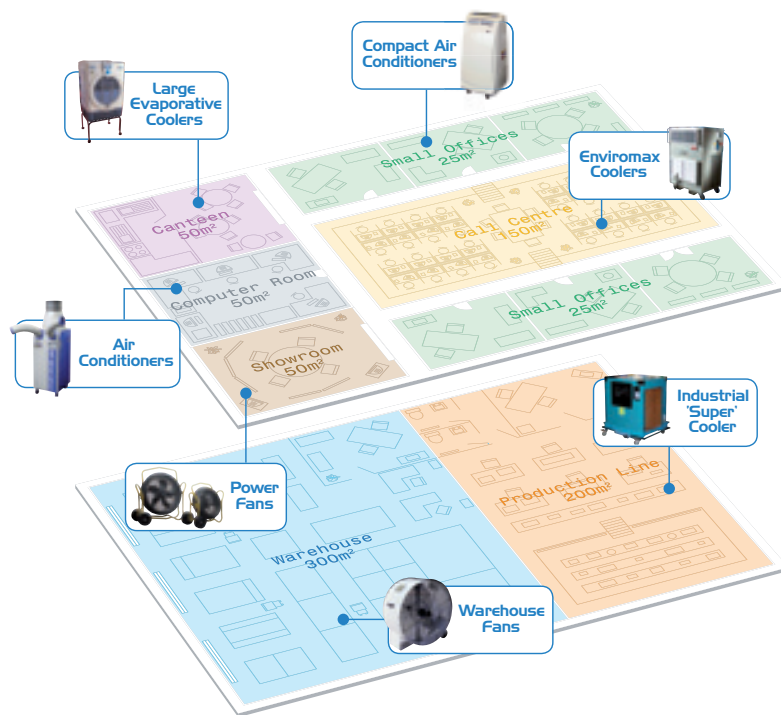 Compact Air
Conditioners
Large
Evaporative
Coolers
Small Offices
25m²
Enviromax
Coolers
Canteen
50m²
Call Centre
150m²
Computer Room
50m²
Small Offices
25m²
Air
Conditioners
Showroom
50m²
Industrial
'Super'
Cooler
Power
Fans
Production Line
200m²
Warehouse
300m²
Warehouse
Fans